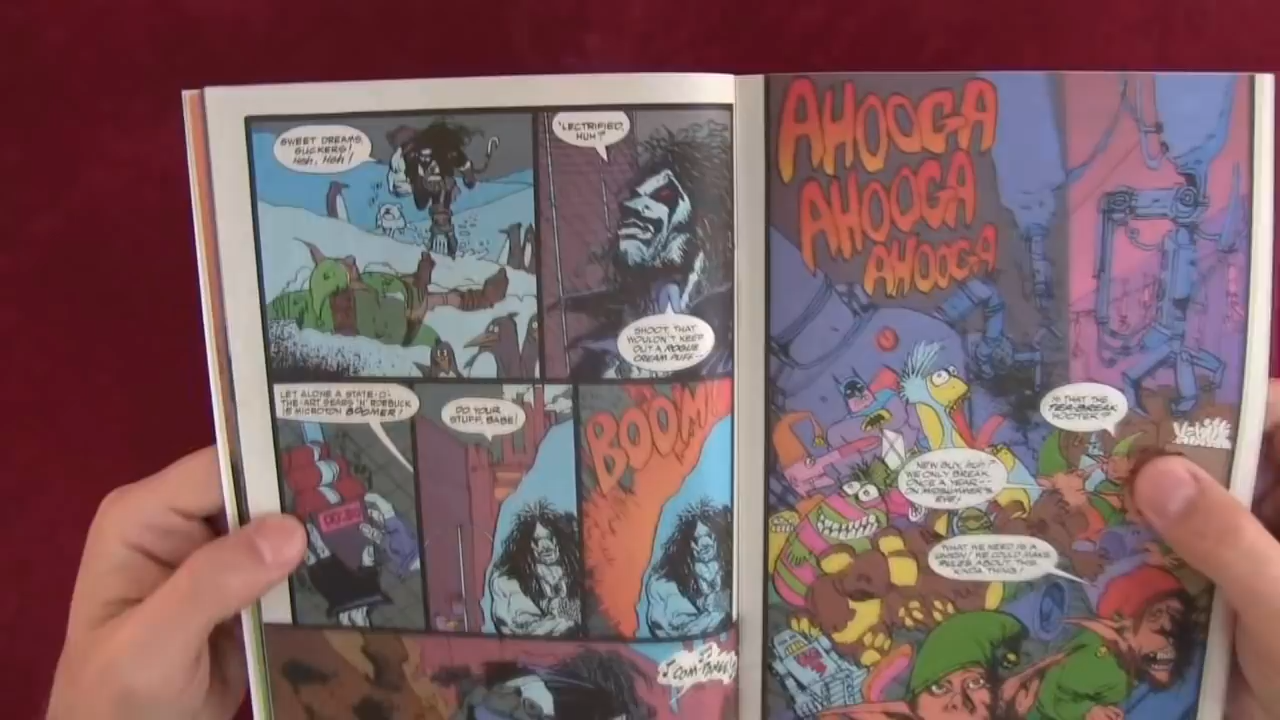 SWEET DREAMS,
SUCKERS!
HEH, HEH!
'LECTRIFIED,
HUH?
SHOOT, THAT
WOULDN'T KEEP
OUT A ROGUE
CREAM PUFF--
LET ALONE A STATE-O'-
THE-ART SEARS 'N' ROEBUCK
15 MICROTON BOOMER!
DO YOUR
STUFF, BABE!
BOOM
COM-
AHOOGA
AHOOGA
AHOOGA
IS THAT THE
TEA-BREAK
HOOTER?
NEW GUY, HUH?
WE ONLY BREAK
ONCE A YEAR--
ON MIDSUMMER'S
EVE!
WHAT WE NEED IS A
UNION! WE COULD MAKE
RULES ABOUT THIS
KINDA THING!